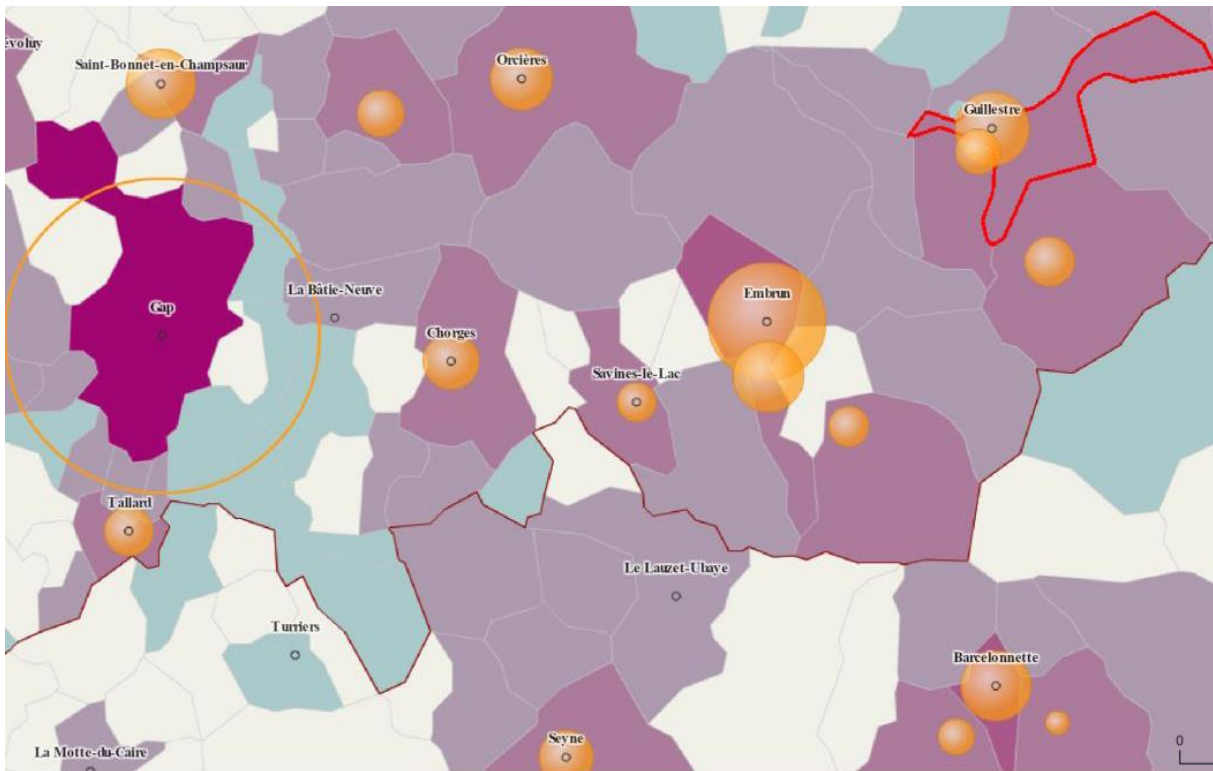 évoluy
Saint-Bonnet-en-Champsaur
Orcières
Guillestre
La Bâtie-Neuve
Gap
Embrun
Chorges
Savines-le-Lac
Tallard
Le Lauzet-Ubaye
Turriers
Barcelonnette
Seyne
La Motte-du-Caire
0